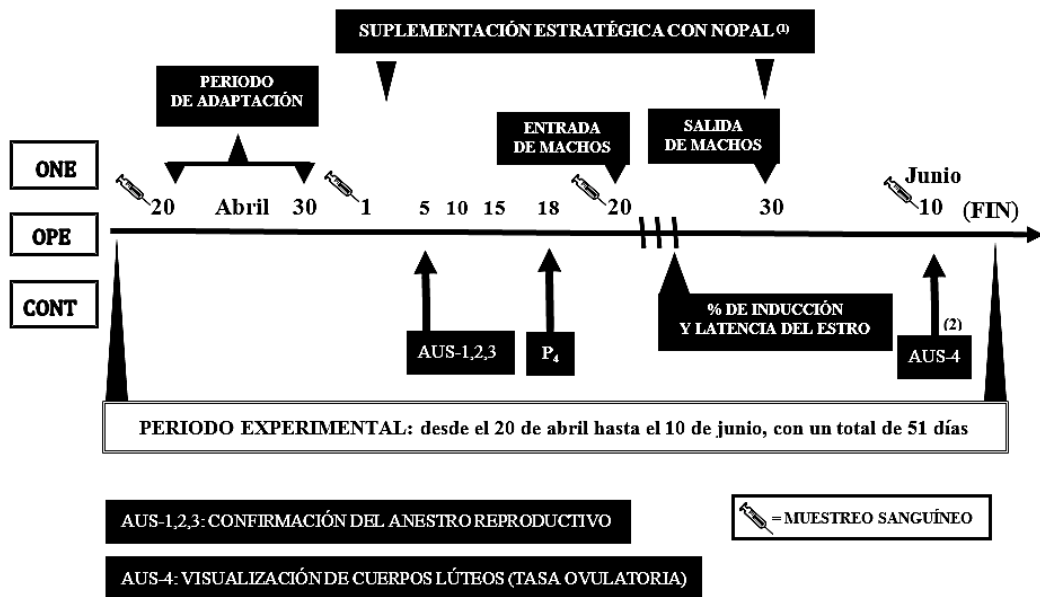 SUPLEMENTACIÓN ESTRATÉGICA CON NOPAL (1)
PERIODO
DE ADAPTACIÓN
ENTRADA
DE MACHOS
SALIDA
DE MACHOS
ONE
OPE
CONT
20 Abril 30 1 5 10 15 18 20 30 Junio
10 (FIN)
AUS-1,2,3
P4
% DE INDUCCIÓN
Y LATENCIA DEL ESTRO
(2)
AUS-4
PERIODO EXPERIMENTAL: desde el 20 de abril hasta el 10 de junio, con un total de 51 días
AUS-1,2,3: CONFIRMACIÓN DEL ANESTRO REPRODUCTIVO
= MUESTREO SANGUÍNEO
AUS-4: VISUALIZACIÓN DE CUERPOS LÚTEOS (TASA OVULATORIA)